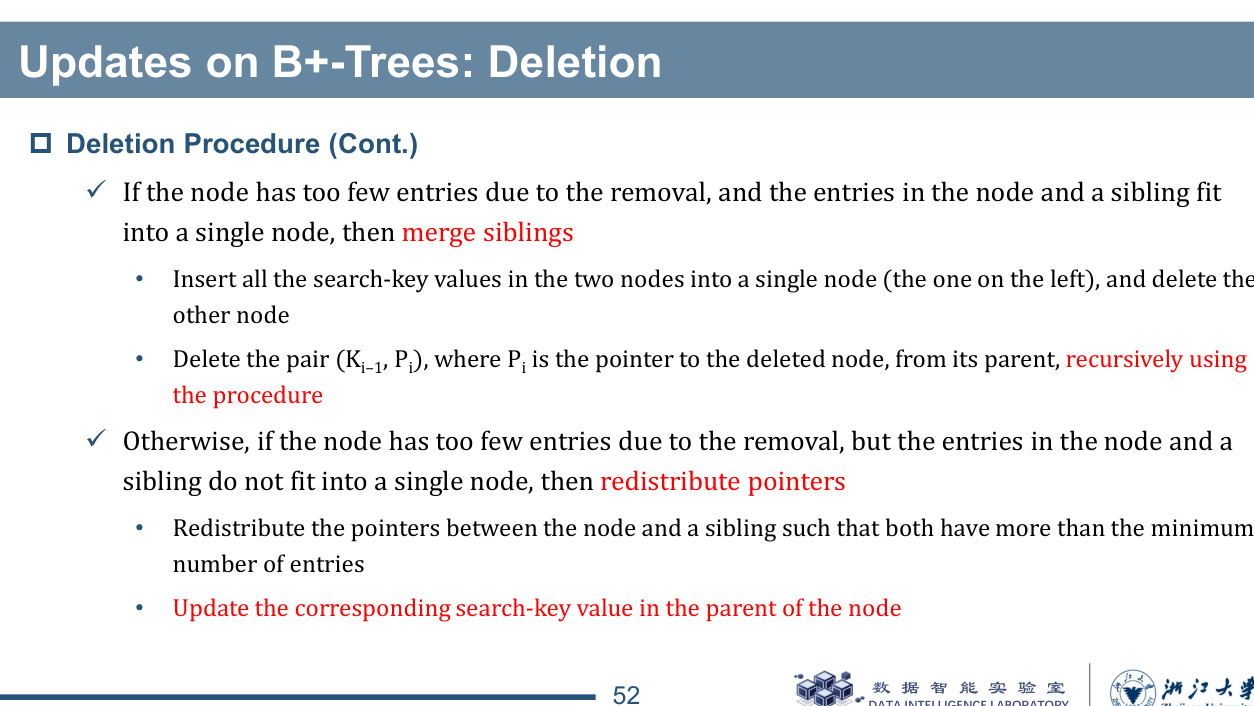 Updates on B+-Trees: Deletion
Deletion Procedure (Cont.)
✓ If the node has too few entries due to the removal, and the entries in the node and a sibling fit
into a single node, then merge siblings
• Insert all the search-key values in the two nodes into a single node (the one on the left), and delete the
other node
• Delete the pair (Ki–1, Pi), where Pi is the pointer to the deleted node, from its parent, recursively using
the procedure
✓ Otherwise, if the node has too few entries due to the removal, but the entries in the node and a
sibling do not fit into a single node, then redistribute pointers
• Redistribute the pointers between the node and a sibling such that both have more than the minimum
number of entries
• Update the corresponding search-key value in the parent of the node
52
数据智能实验室
DATA INTELLIGENCE LABORATORY
浙江大学